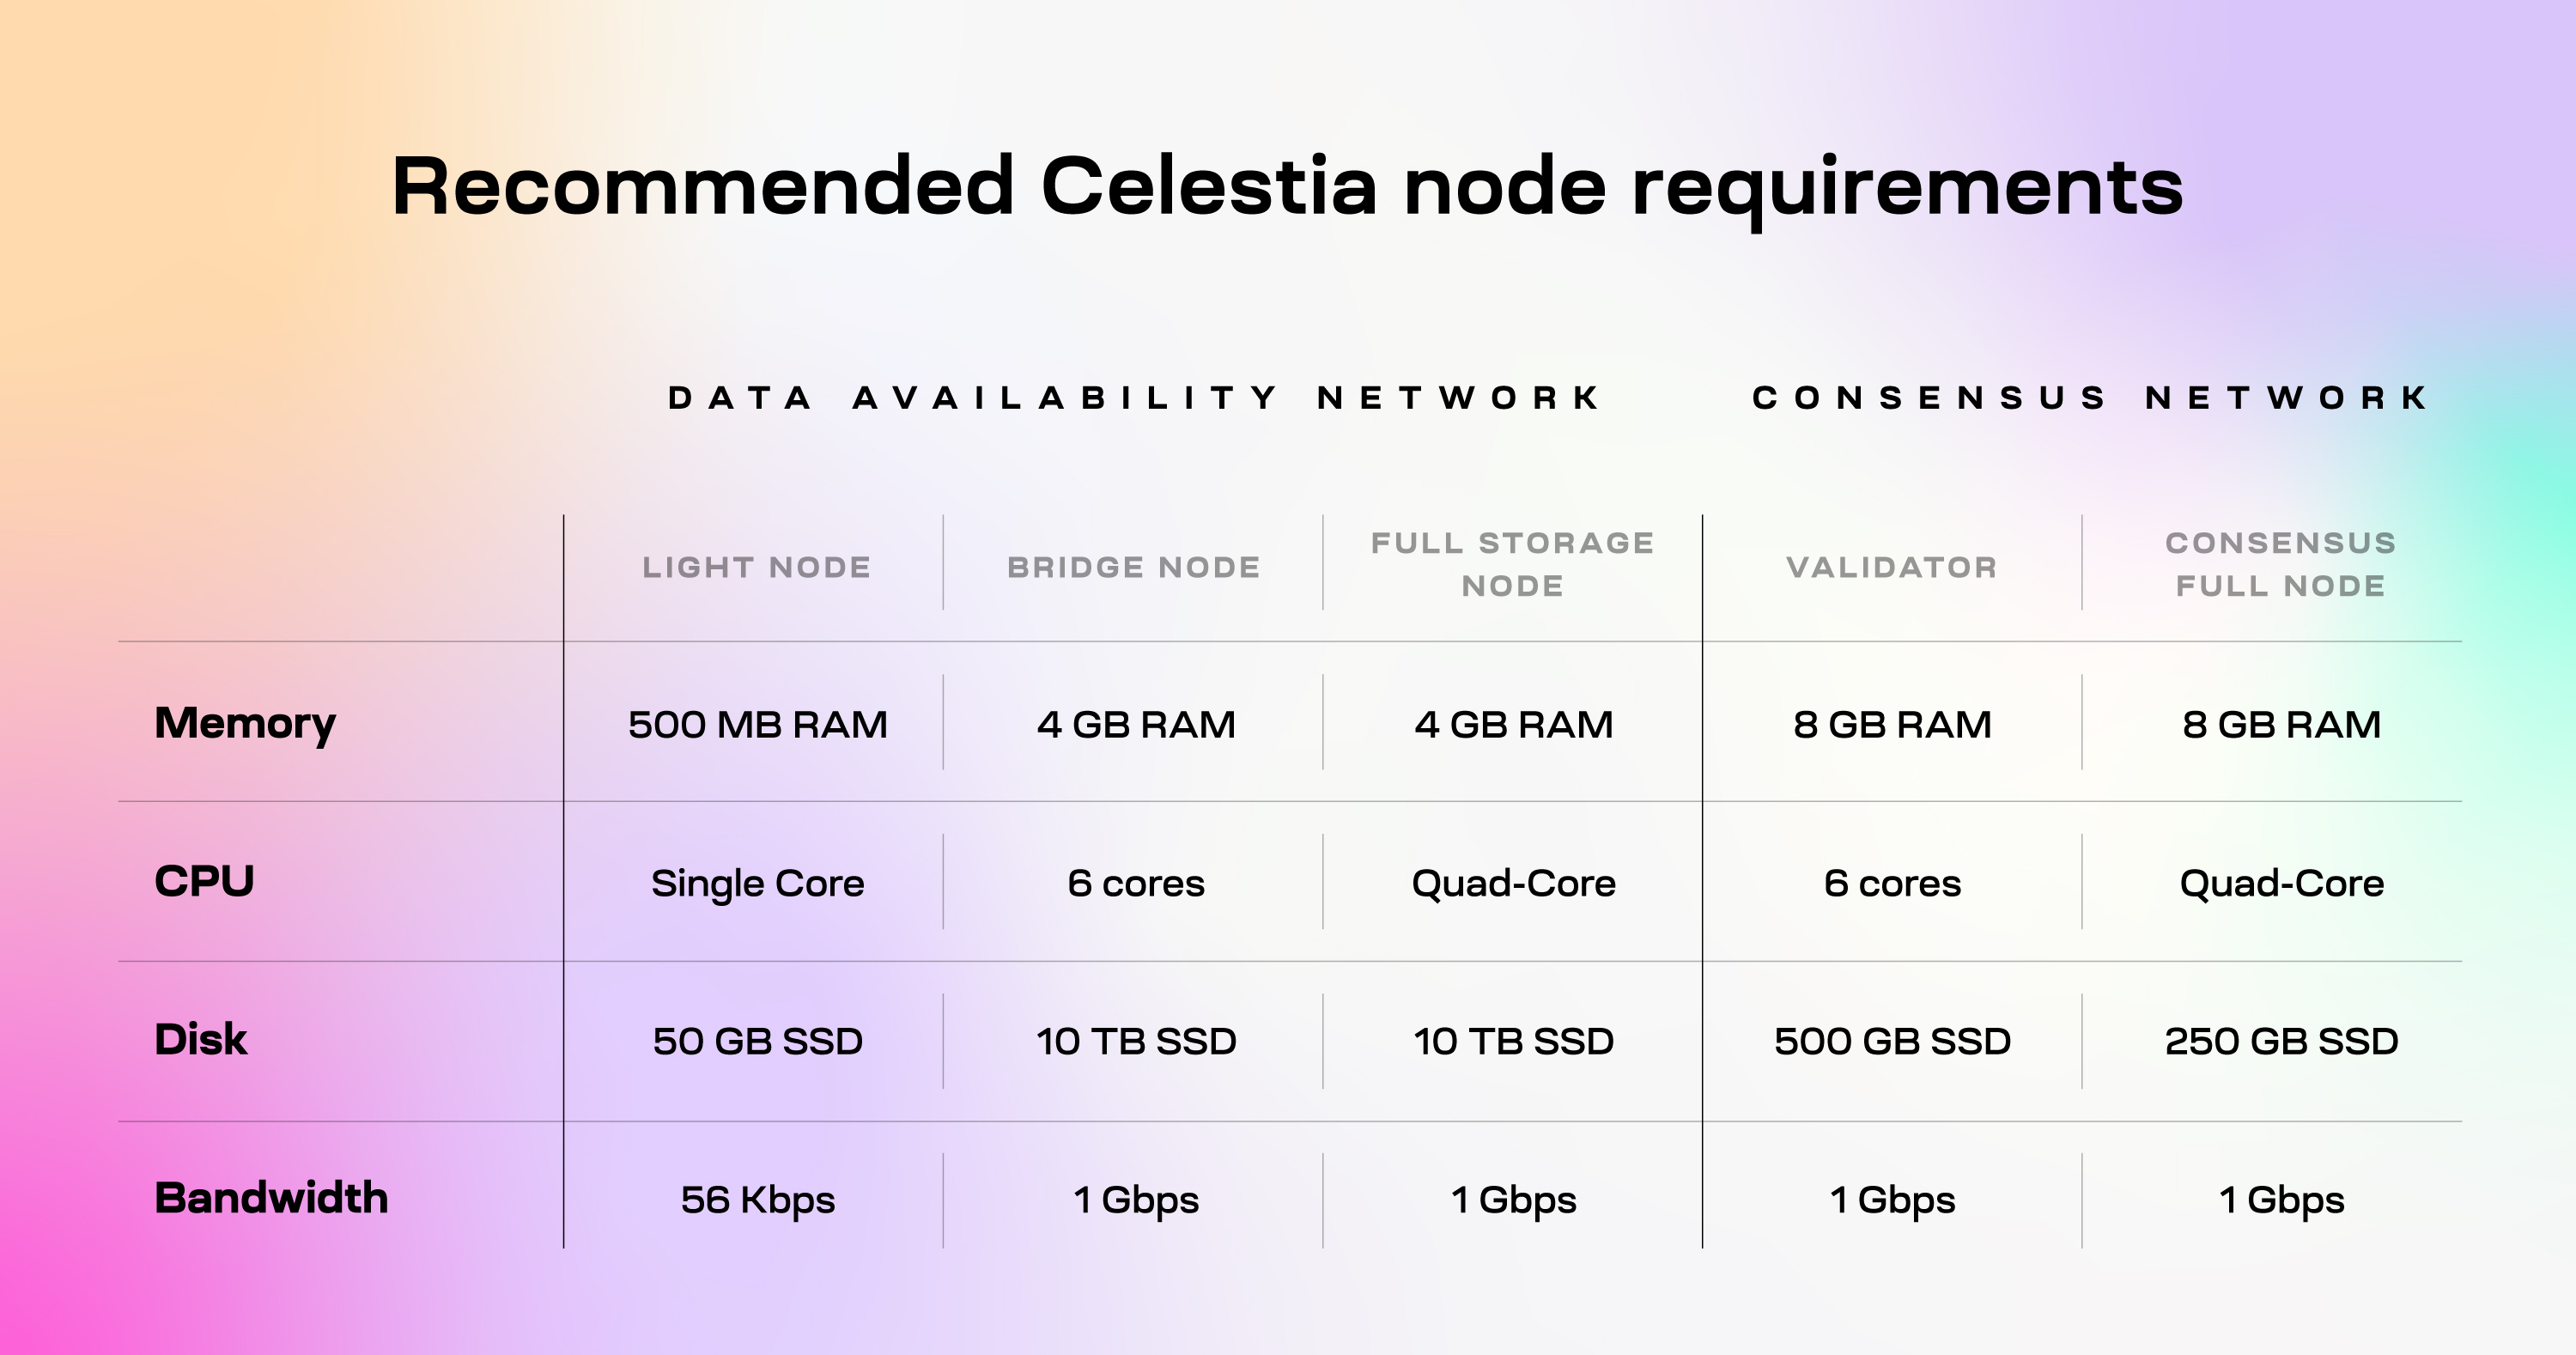 Recommended Celestia node requirements
DATA AVAILABILITY NETWORK CONSENSUS NETWORK
LIGHT NODE BRIDGE NODE FULL STORAGE NODE VALIDATOR CONSENSUS FULL NODE
Memory 500 MB RAM 4 GB RAM 4 GB RAM 8 GB RAM 8 GB RAM
CPU Single Core 6 cores Quad-Core 6 cores Quad-Core
Disk 50 GB SSD 10 TB SSD 10 TB SSD 500 GB SSD 250 GB SSD
Bandwidth 56 Kbps 1 Gbps 1 Gbps 1 Gbps 1 Gbps